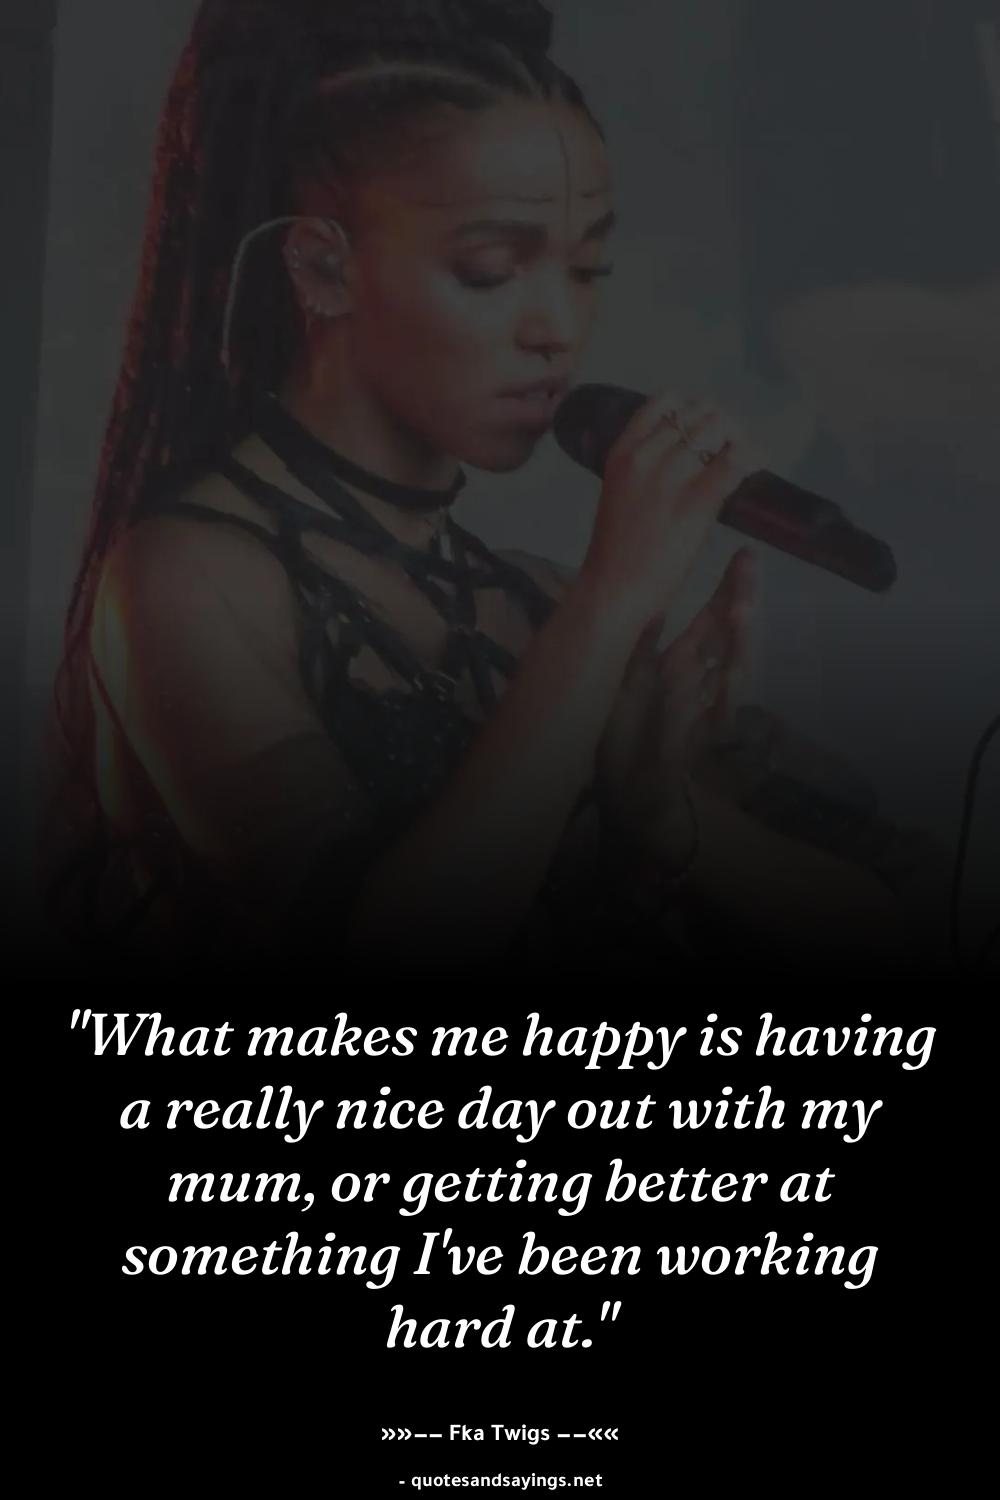 "What makes me happy is having
a really nice day out with my
mum, or getting better at
something I've been working
hard at."
»»−− Fka Twigs −−««
- quotesandsayings.net